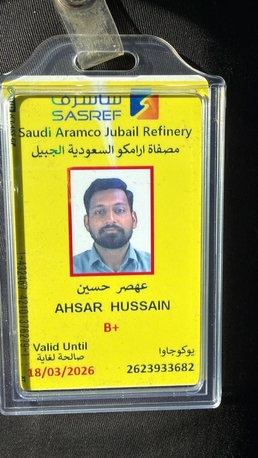 ساسرف
SASREF
Saudi Aramco Jubail Refinery
مصفاة ارامكو السعودية الجبيل
عهصر حسين
AHSAR HUSSAIN
B+
Valid Until
صالحة لغاية
18/03/2026
يوكوجاوا
2623933682